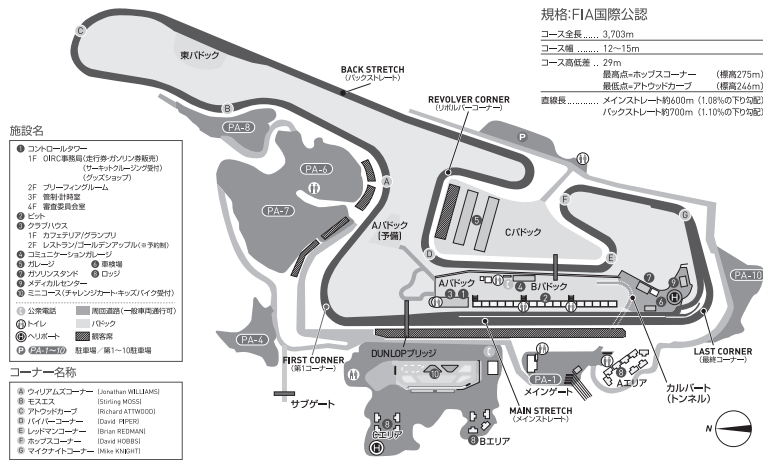 規格:FIA国際公認
コース全長 ...... 3,703m
コース幅 ......... 12〜15m
コース高低差 .. 29m
最高点=ホッブスコーナー (標高275m)
最低点=アトウッドカーブ (標高246m)
直線長 ............ メインストレート約600m (1.08%の下り勾配)
バックストレート約700m (1.10%の下り勾配)
C
東パドック
BACK STRETCH
(バックストレート)
REVOLVER CORNER
(リボルバーコーナー)
B
PA-8
P
PA-6
A
PA-7
F
G
Aパドック
(予備)
5
Cパドック
D
E
PA-10
Aパドック
Bパドック
3
1
4
2
7
9
6
H
PA-4
FIRST CORNER
(第1コーナー)
DUNLOPブリッジ
LAST CORNER
(最終コーナー)
サブゲート
10
PA-1
メインゲート
8
Aエリア
カルバート
(トンネル)
MAIN STRETCH
(メインストレート)
8
Cエリア
H
8
Bエリア
N
施設名
1 コントロールタワー
1F OIRC事務局(走行券・ガソリン券販売)
(サーキットクルージング受付)
(グッズショップ)
2F ブリーフィングルーム
3F 管制・計時室
4F 審査委員会室
2 ピット
3 クラブハウス
1F カフェテリア/グランプリ
2F レストラン/ゴールデンアップル(※予約制)
4 コミュニケーションガレージ
5 ガレージ 6 車検場
7 ガソリンスタンド 8 ロッジ
9 メディカルセンター
10 ミニコース(チャレンジカート・キッズバイク受付)
公衆電話 周回道路(一般車両通行可)
トイレ パドック
H ヘリポート 観客席
P PA-1〜10 駐車場/第1〜10駐車場
コーナー名称
A ウィリアムズコーナー (Jonathan WILLIAMS)
B モスエス (Stirling MOSS)
C アトウッドカーブ (Richard ATTWOOD)
D パイパーコーナー (David PIPER)
E レッドマンコーナー (Brian REDMAN)
F ホッブスコーナー (David HOBBS)
G マイクナイトコーナー (Mike KNIGHT)